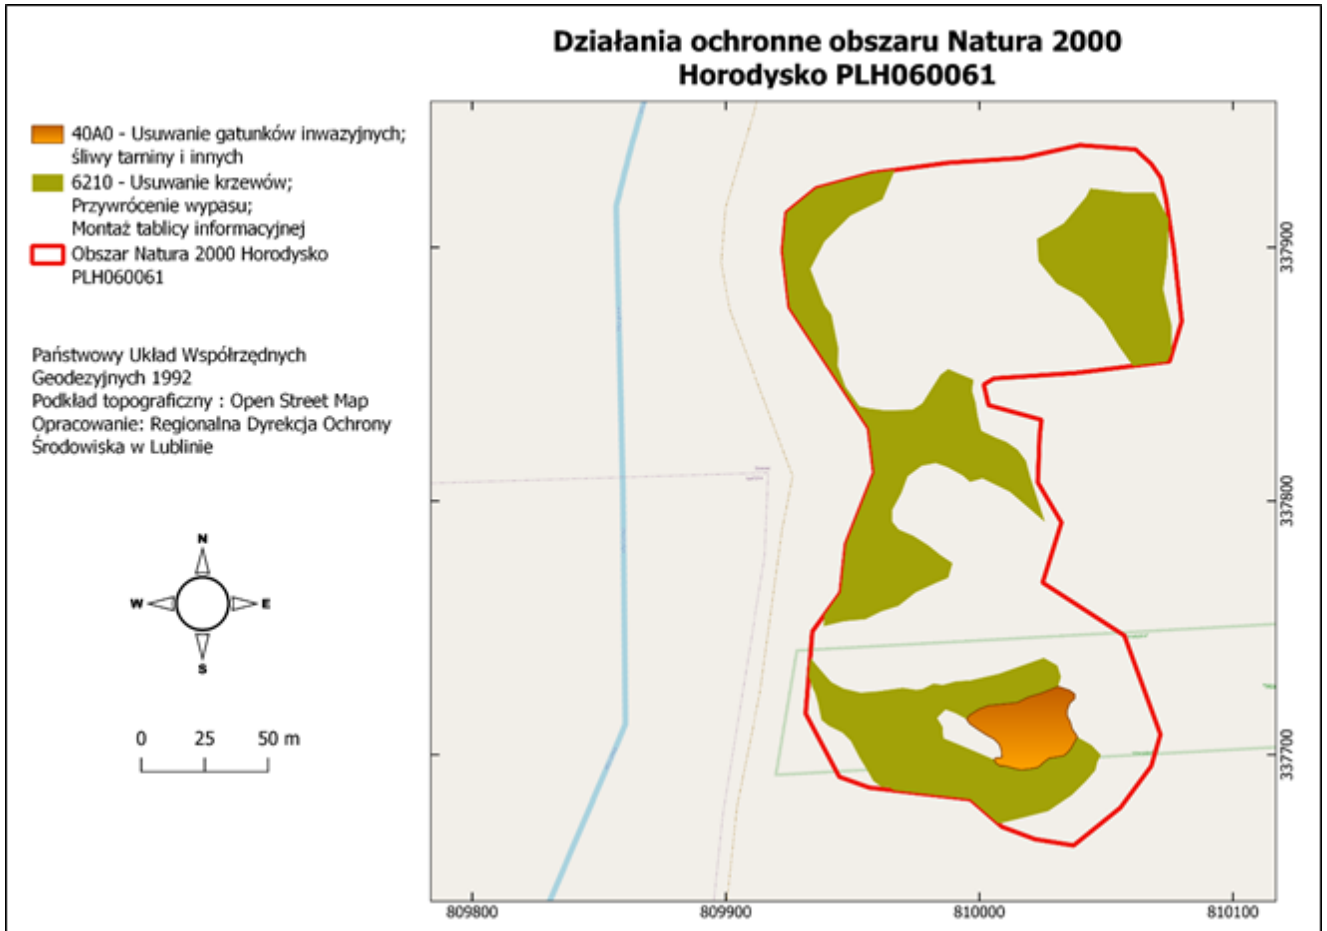 Działania ochronne obszaru Natura 2000
Horodysko PLH060061
40A0 - Usuwanie gatunków inwazyjnych;
śliwy tarniny i innych
6210 - Usuwanie krzewów;
Przywrócenie wypasu;
Montaż tablicy informacyjnej
Obszar Natura 2000 Horodysko
PLH060061
Państwowy Układ Współrzędnych
Geodezyjnych 1992
Podkład topograficzny : Open Street Map
Opracowanie: Regionalna Dyrekcja Ochrony
Środowiska w Lublinie
N
W
E
S
0 25 50 m
337900
337800
337700
809800 809900 810000 810100